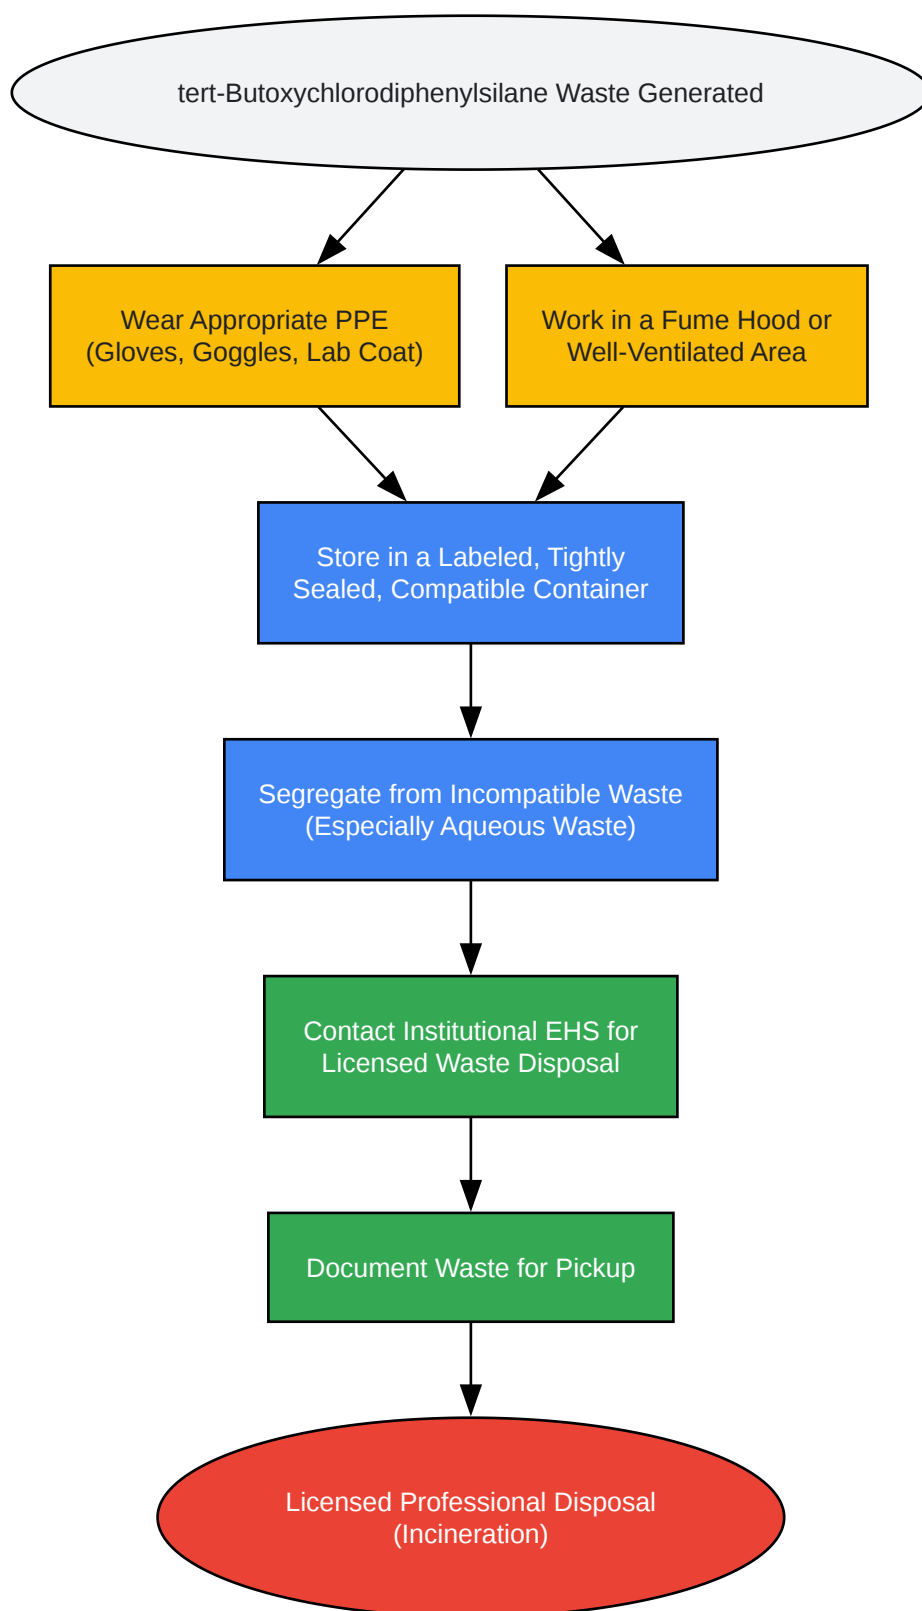 tert-Butoxychlorodiphenylsilane Waste Generated
Wear Appropriate PPE
(Gloves, Goggles, Lab Coat)
Work in a Fume Hood or
Well-Ventilated Area
Store in a Labeled, Tightly
Sealed, Compatible Container
Segregate from Incompatible Waste
(Especially Aqueous Waste)
Contact Institutional EHS for
Licensed Waste Disposal
Document Waste for Pickup
Licensed Professional Disposal
(Incineration)